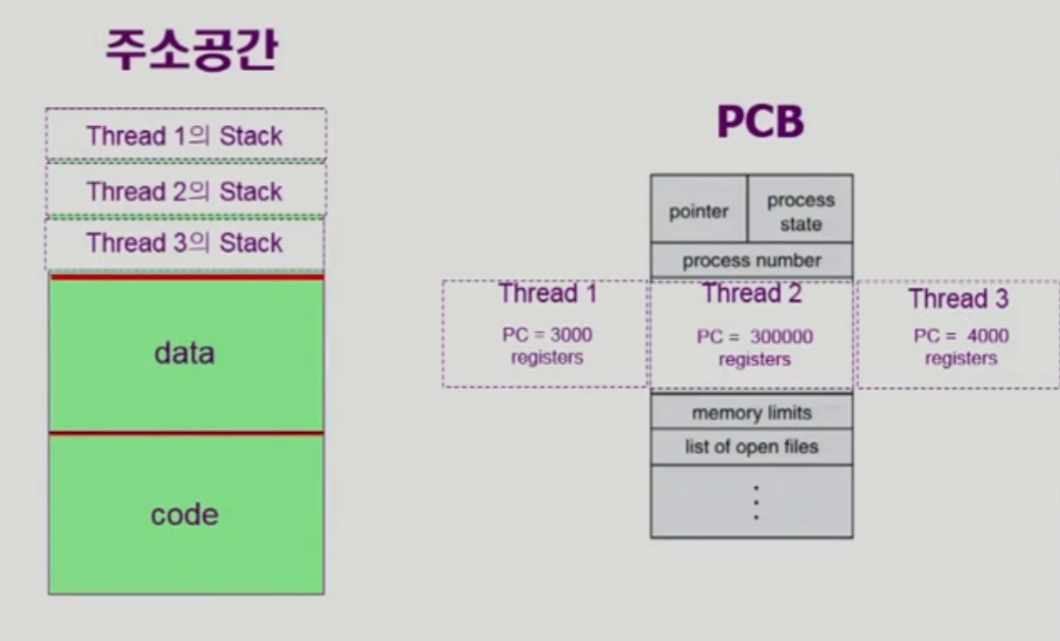 주소공간
Thread 1의 Stack
Thread 2의 Stack
Thread 3의 Stack
data
code
PCB
pointer
process
state
process number
Thread 1
PC = 3000
registers
Thread 2
PC = 300000
registers
Thread 3
PC = 4000
registers
memory limits
list of open files